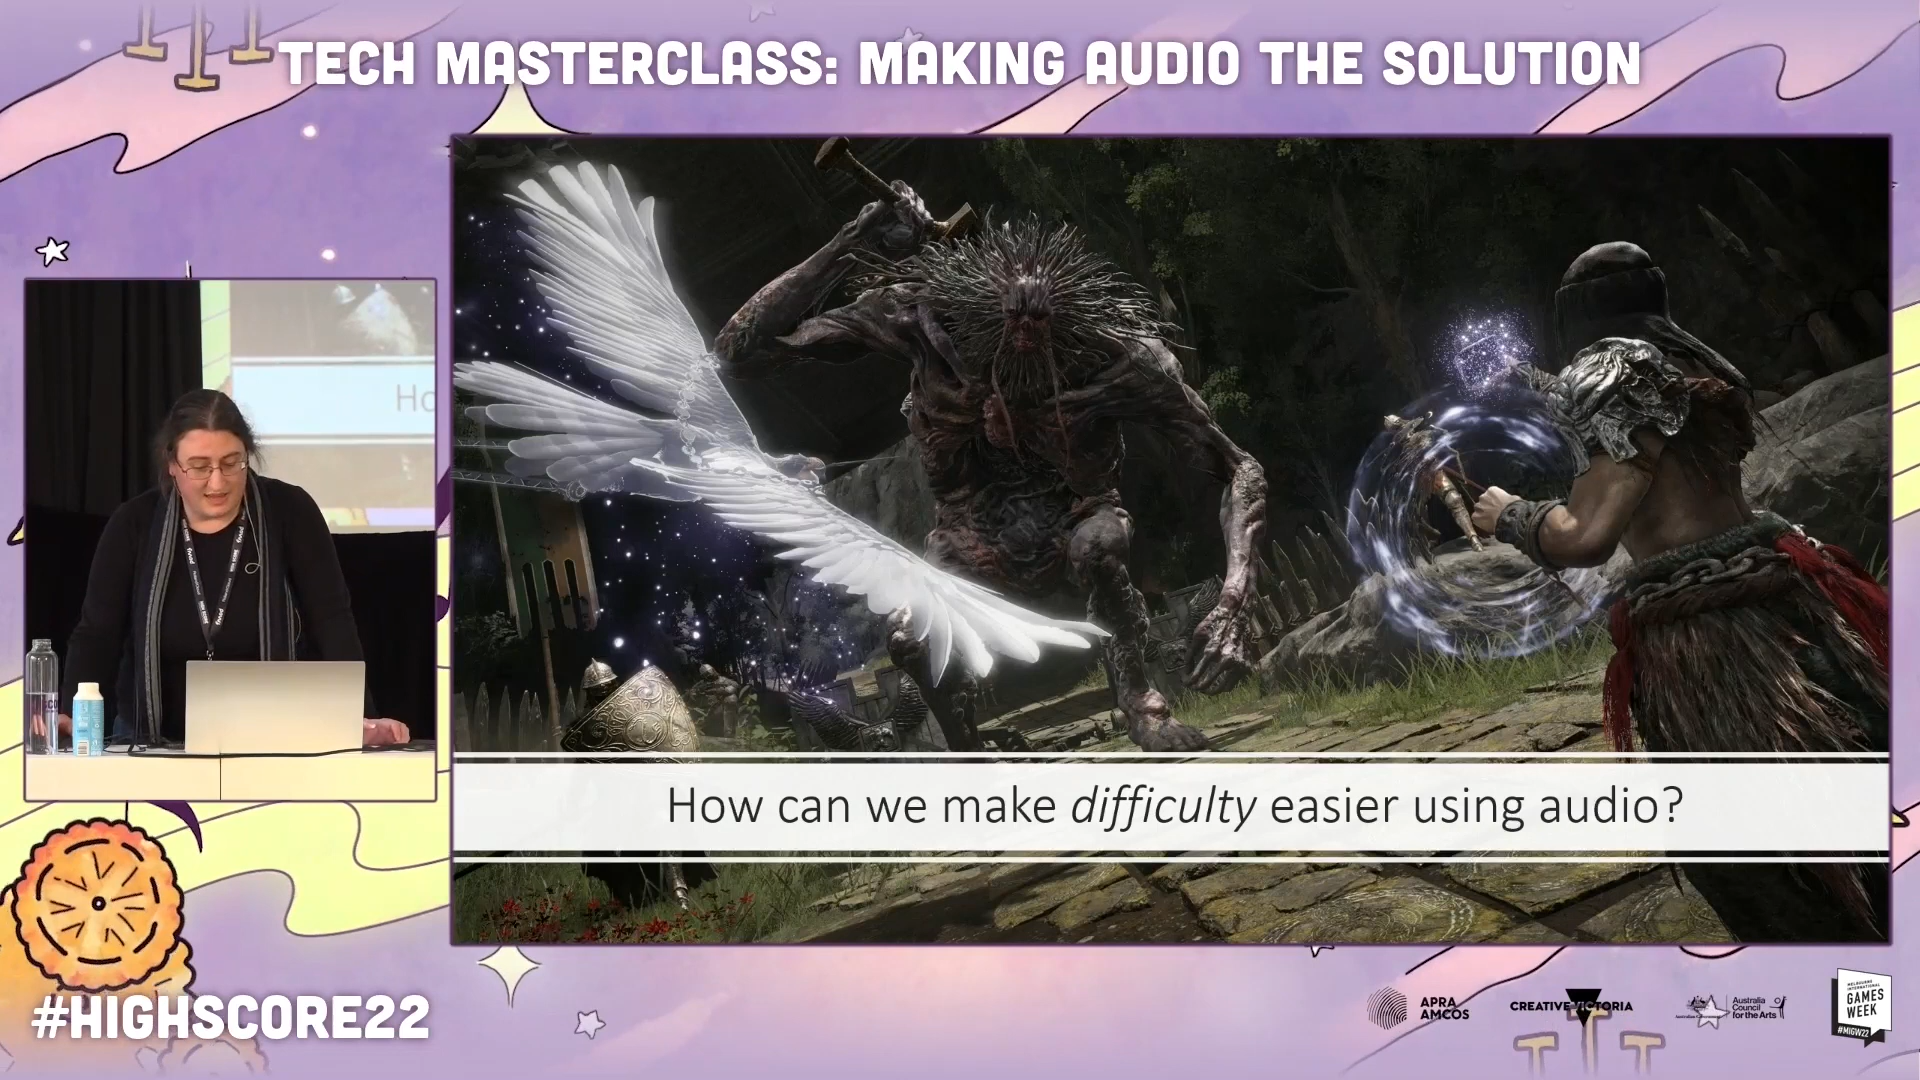 TECH MASTERCLASS: MAKING AUDIO THE SOLUTION
Ho
How can we make difficulty easier using audio?
#HIGHSCORE22
APRA
AMCOS
CREATIVE VICTORIA
Australia
Council
for the Arts
MELBOURNE
INTERNATIONAL
GAMES
WEEK
#MIGW22